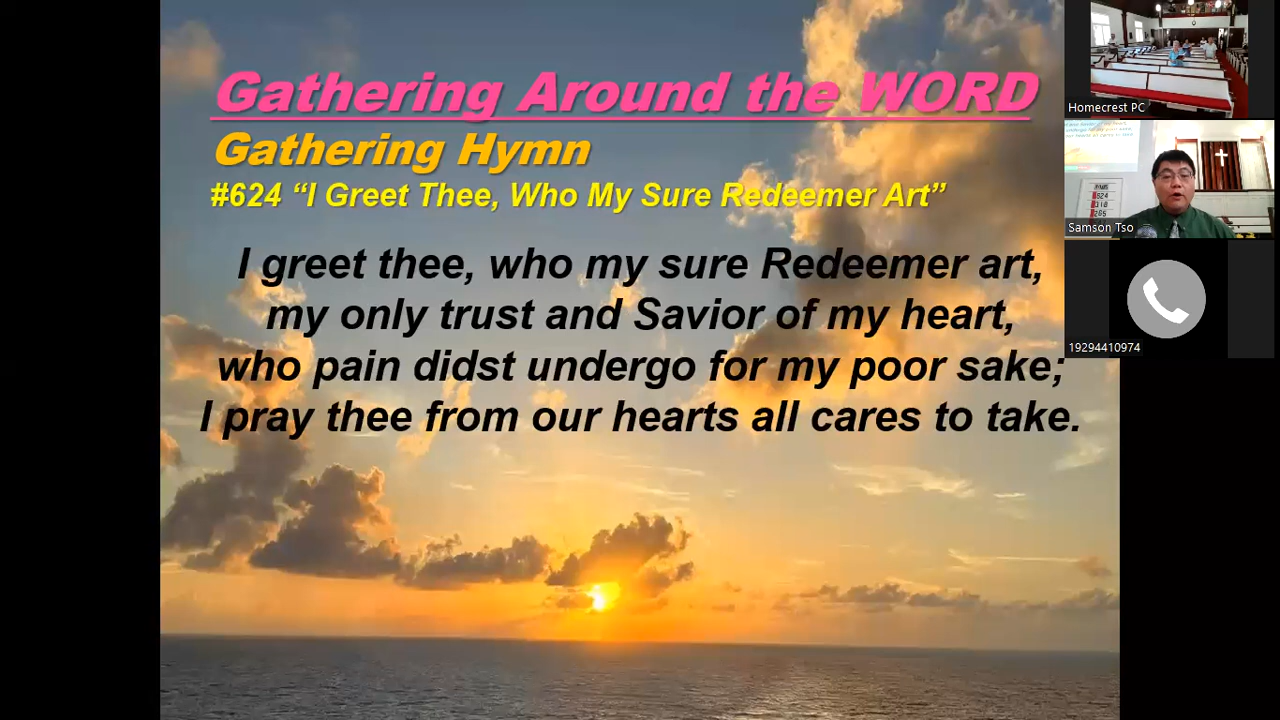 Gathering Around the WORD
Gathering Hymn
#624 “I Greet Thee, Who My Sure Redeemer Art”
I greet thee, who my sure Redeemer art,
my only trust and Savior of my heart,
who pain didst undergo for my poor sake;
I pray thee from our hearts all cares to take.
Homecrest PC
Samson Tso
19294410974